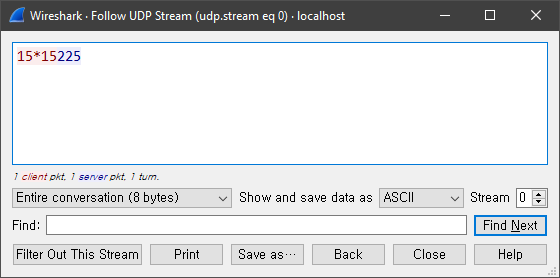 Wireshark · Follow UDP Stream (udp.stream eq 0) · localhost
15*15225
1 client pkt, 1 server pkt, 1 turn.
Entire conversation (8 bytes) Show and save data as ASCII Stream 0
Find: Find Next
Filter Out This Stream Print Save as… Back Close Help